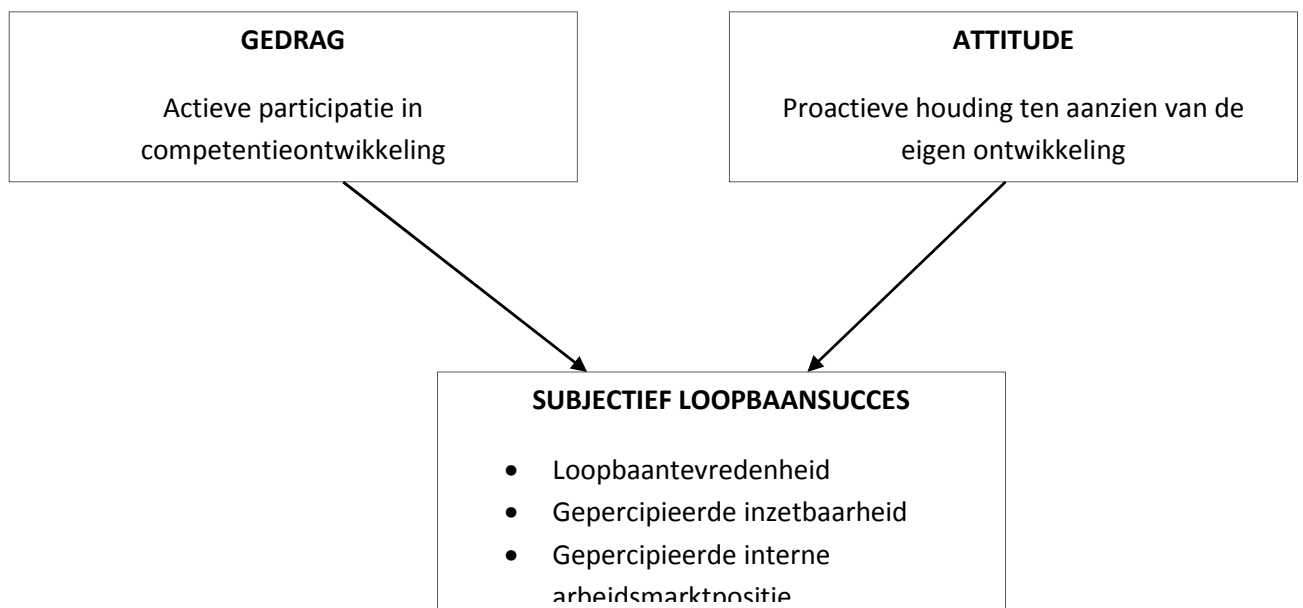 GEDRAG
Actieve participatie in
competentieontwikkeling
ATTITUDE
Proactieve houding ten aanzien van de
eigen ontwikkeling
SUBJECTIEF LOOPBAANSUCCES
• Loopbaantevredenheid
• Gepercipieerde inzetbaarheid
• Gepercipieerde interne
arbeidsmarktpositie